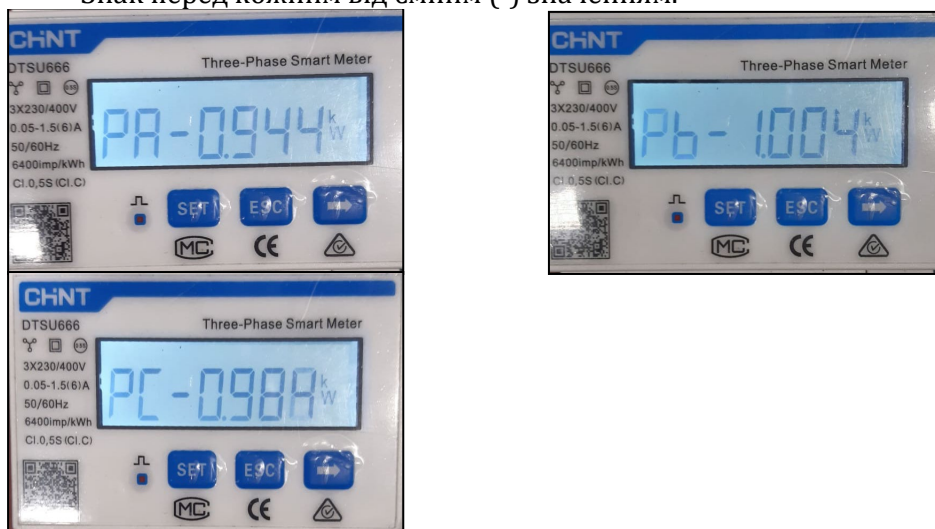 Знак перед кожним від'ємним (-) значенням.
CHiNT
DTSU666
Three-Phase Smart Meter
3X230/400V
0.05-1.5(6)A
50/60Hz
6400imp/kWh
Cl.0,5S (Cl.C)
PA-0.944 kW
SET ESC
MC CE
CHiNT
DTSU666
Three-Phase Smart Meter
3X230/400V
0.05-1.5(6)A
50/60Hz
6400imp/kWh
Cl.0,5S (Cl.C)
Pb-1.004 kW
SET ESC
MC CE
CHiNT
DTSU666
Three-Phase Smart Meter
3X230/400V
0.05-1.5(6)A
50/60Hz
6400imp/kWh
Cl.0,5S (Cl.C)
PC-0.98A kW
SET ESC
MC CE